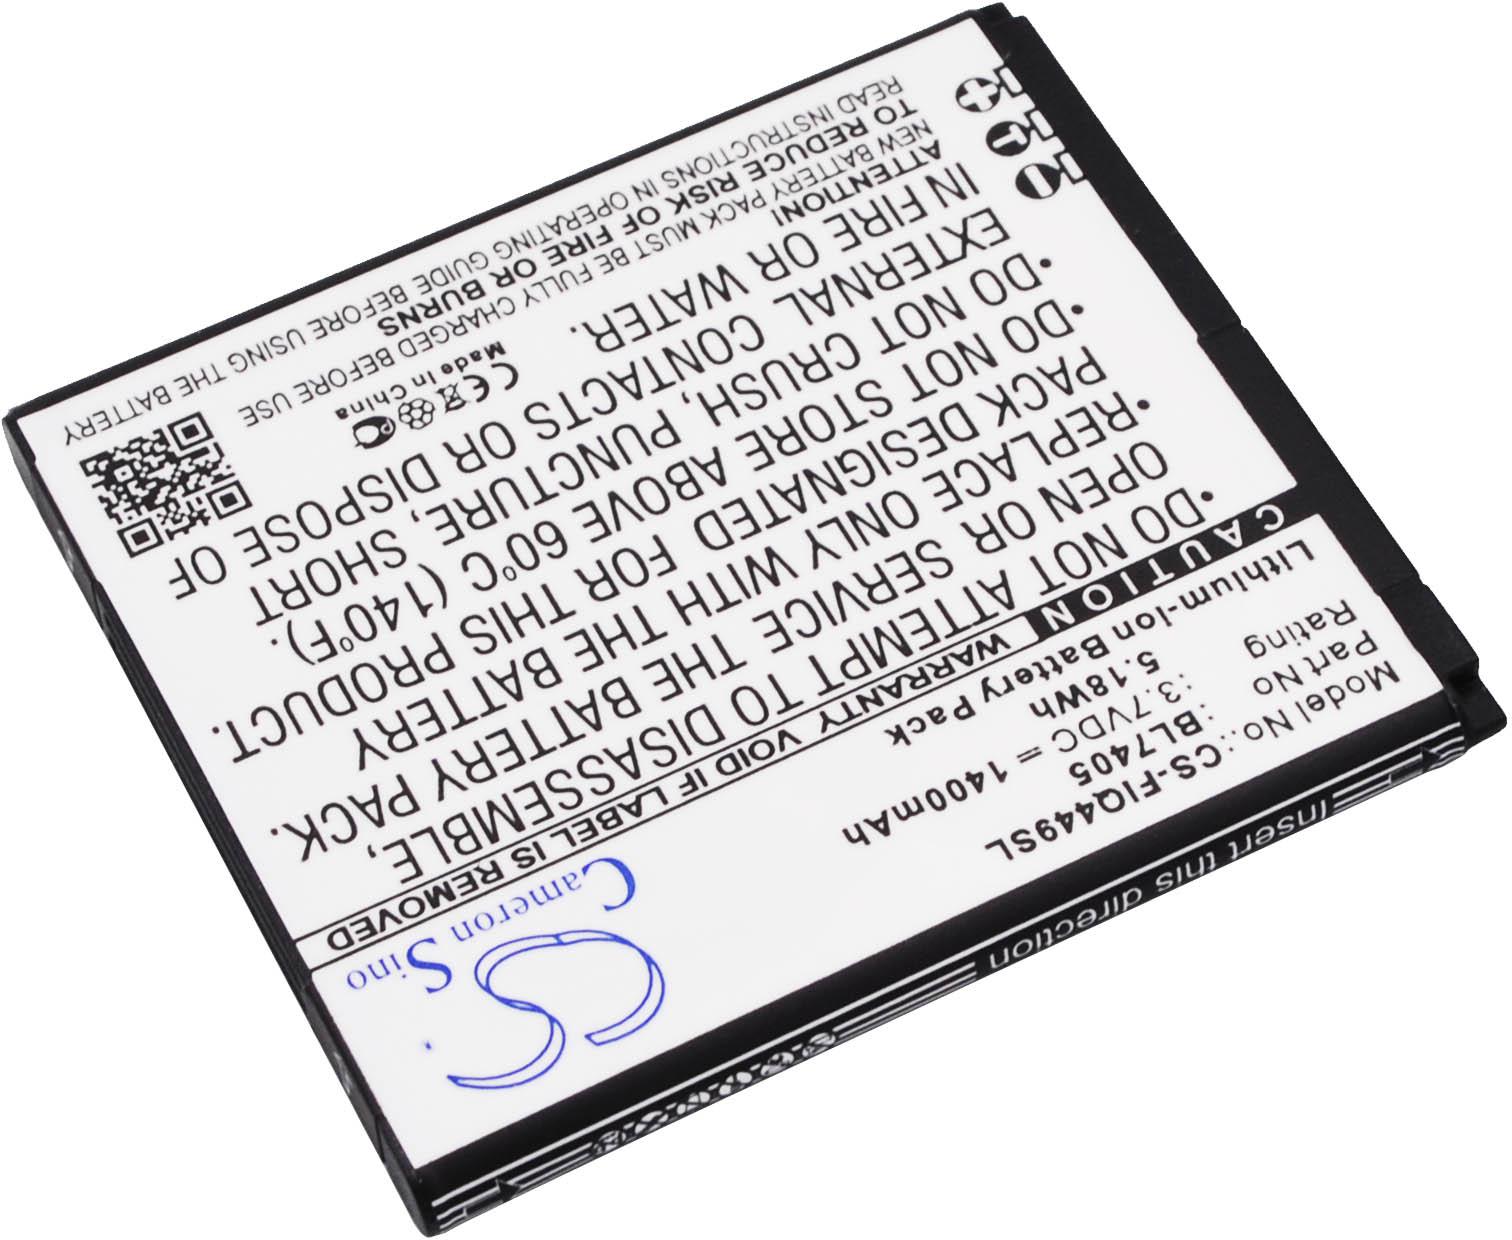 Cameron Sino
CS
Model No.: CS-FIQ449SL
Part No : BL7405
Rating : 3.7VDC = 1400mAh
5.18Wh
Lithium-Ion Battery Pack
CAUTION WARRANTY VOID IF LABEL IS REMOVED
•DO NOT ATTEMPT TO DISASSEMBLE,
OPEN OR SERVICE THE BATTERY PACK.
•REPLACE ONLY WITH THE BATTERY
PACK DESIGNATED FOR THIS PRODUCT.
•DO NOT STORE ABOVE 60°C (140°F).
•DO NOT CRUSH, PUNCTURE, SHORT
EXTERNAL CONTACTS OR DISPOSE OF
IN FIRE OR WATER.
ATTENTION!
NEW BATTERY PACK MUST BE FULLY CHARGED BEFORE USE
TO REDUCE RISK OF FIRE OR BURNS
READ INSTRUCTIONS IN OPERATING GUIDE BEFORE USING THE BATTERY
CE
Made in China
+
T
-
Insert this direction